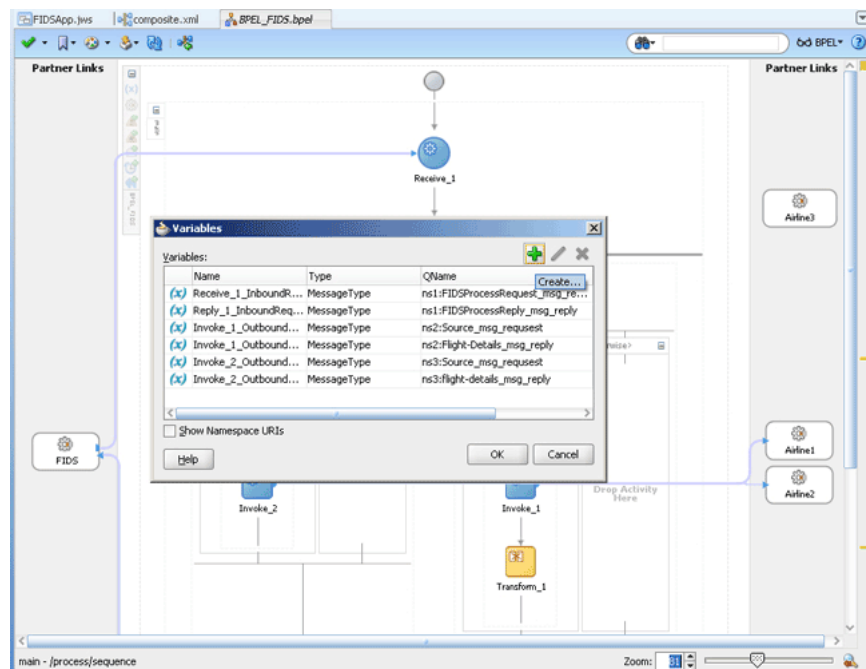 FIDSApp.jws composite.xml BPEL_FIDS.bpel
BPEL
Partner Links
Partner Links
(x)
BPEL_FIDS
Receive_1
Airline3
Variables
Variables:
Name Type QName
Create...
(x) Receive_1_InboundR... MessageType ns1:FIDSProcessRequest_msg_re...
(x) Reply_1_InboundReq... MessageType ns1:FIDSProcessReply_msg_reply
(x) Invoke_1_Outbound... MessageType ns2:Source_msg_requsest
(x) Invoke_1_Outbound... MessageType ns2:Flight-Details_msg_reply
(x) Invoke_2_Outbound... MessageType ns3:Source_msg_requsest
(x) Invoke_2_Outbound... MessageType ns3:flight-details_msg_reply
Show Namespace URIs
Help OK Cancel
FIDS
Airline1
Airline2
Drop Activity
Here
Invoke_2
Invoke_1
Transform_1
main - /process/sequence
Zoom: 31